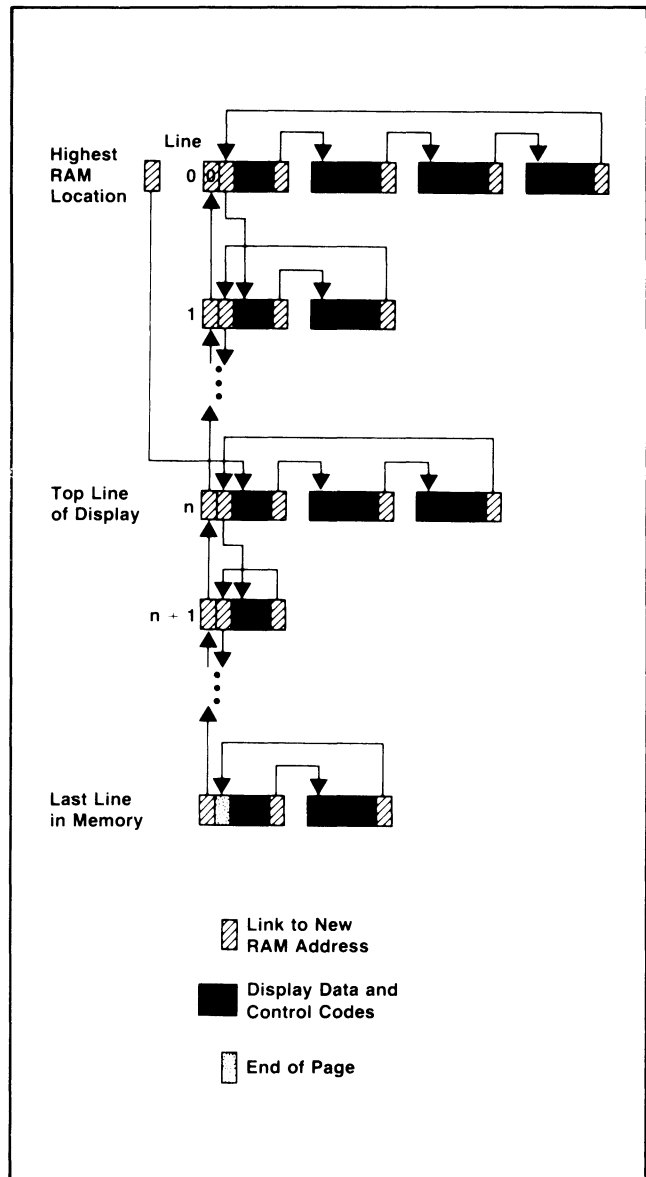 Line
Highest
RAM
Location
0 0
1
Top Line
of Display
n
n + 1
Last Line
in Memory
Link to New
RAM Address
Display Data and
Control Codes
End of Page